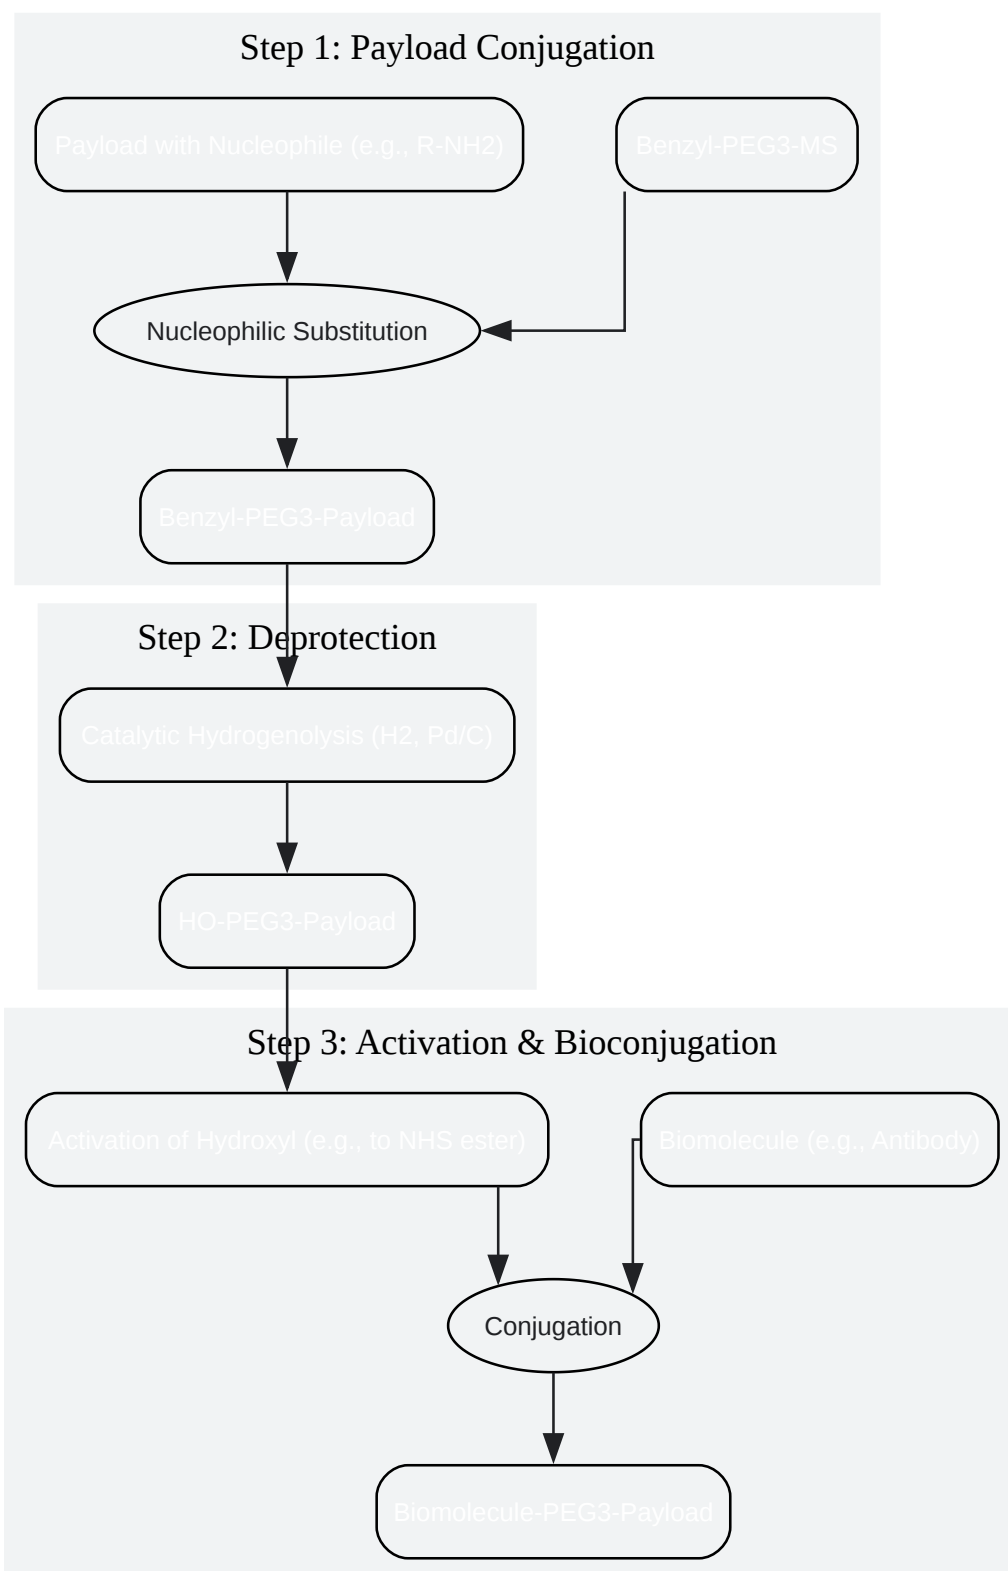 Step 1: Payload Conjugation
Payload with Nucleophile (e.g., R-NH2)
Benzyl-PEG3-MS
Nucleophilic Substitution
Benzyl-PEG3-Payload
Step 2: Deprotection
Catalytic Hydrogenolysis (H2, Pd/C)
HO-PEG3-Payload
Step 3: Activation & Bioconjugation
Activation of Hydroxyl (e.g., to NHS ester)
Biomolecule (e.g., Antibody)
Conjugation
Biomolecule-PEG3-Payload